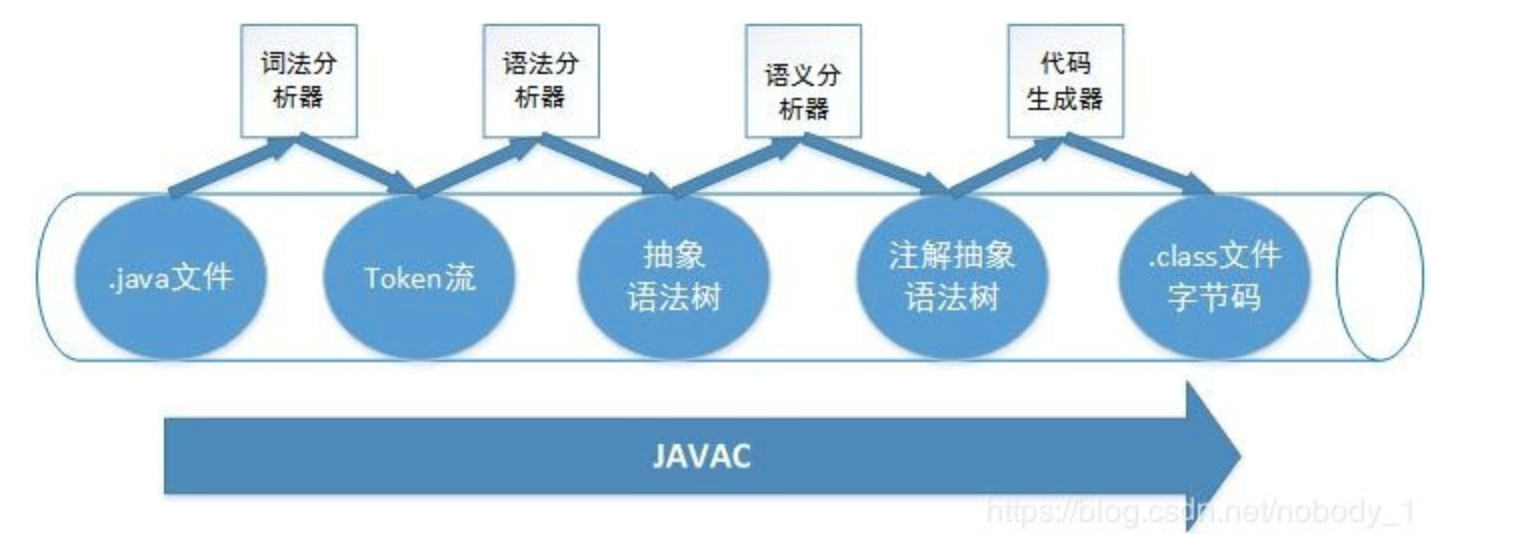 词法分
析器
语法分
析器
语义分
析器
代码
生成器
.java文件
Token流
抽象
语法树
注解抽象
语法树
.class文件
字节码
JAVAC
https://blog.csdn.net/nobody_1